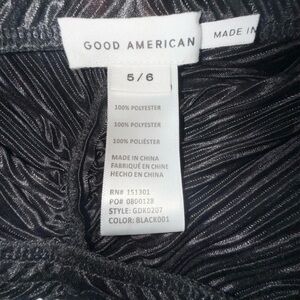 GOOD AMERICAN
MADE IN
5/6
100% POLYESTER
100% POLYESTER
100% POLIÉSTER
MADE IN CHINA
FABRIQUÉ EN CHINE
HECHO EN CHINA
RN# 151301
PO# 0800128
STYLE: GDK0207
COLOR: BLACK001